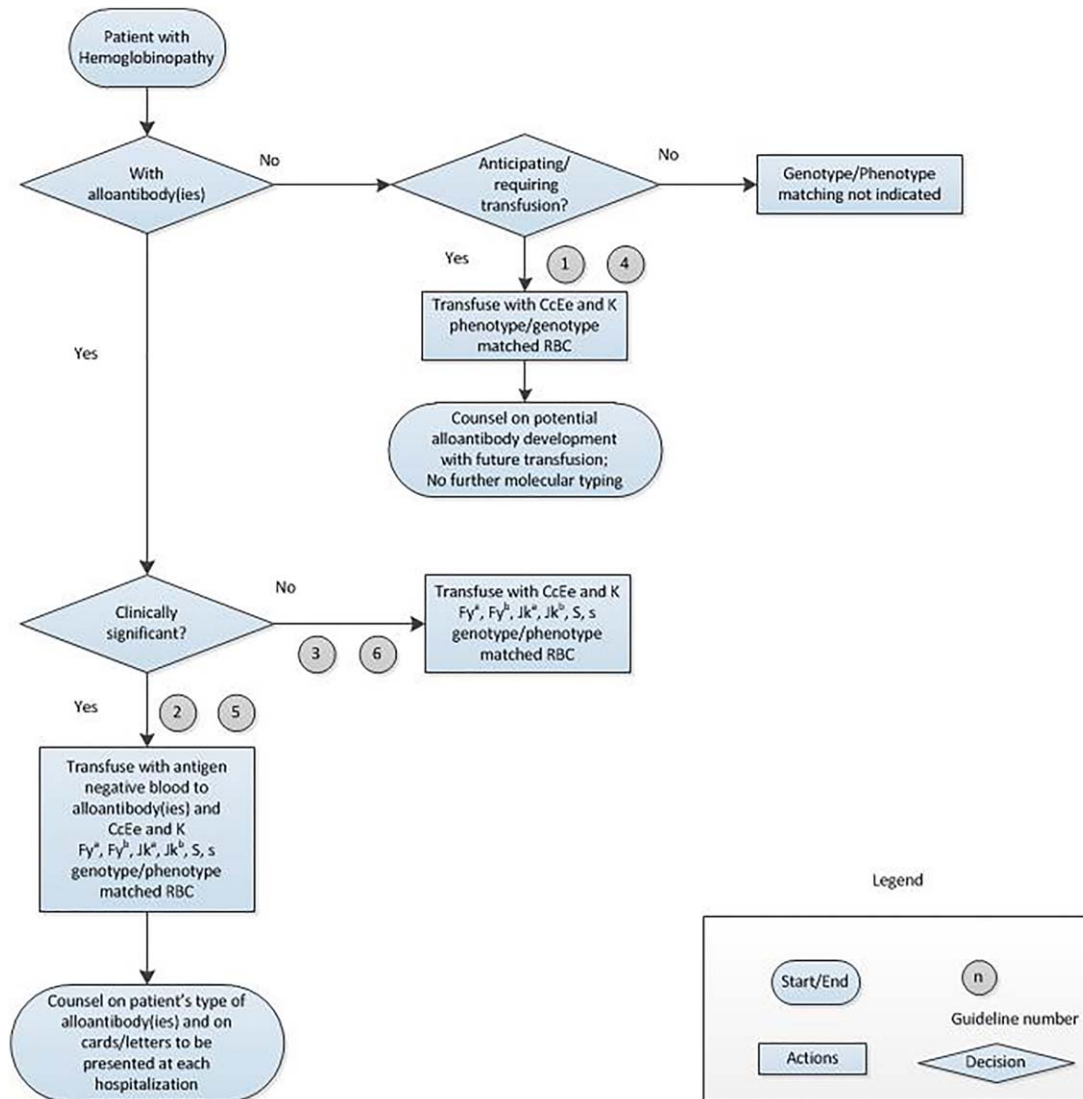 Patient with
Hemoglobinopathy
With
alloantibody(ies)
No
Anticipating/
requiring
transfusion?
No
Genotype/Phenotype
matching not indicated
Yes
1
4
Transfuse with CcEe and K
phenotype/genotype
matched RBC
Counsel on potential
alloantibody development
with future transfusion;
No further molecular typing
Yes
Clinically
significant?
No
3
6
Transfuse with CcEe and K
Fyᵃ, Fyᵇ, Jkᵃ, Jkᵇ, S, s
genotype/phenotype
matched RBC
Yes
2
5
Transfuse with antigen
negative blood to
alloantibody(ies) and
CcEe and K
Fyᵃ, Fyᵇ, Jkᵃ, Jkᵇ, S, s
genotype/phenotype
matched RBC
Counsel on patient's type of
alloantibody(ies) and on
cards/letters to be
presented at each
hospitalization
Legend
Start/End
n
Guideline number
Actions
Decision